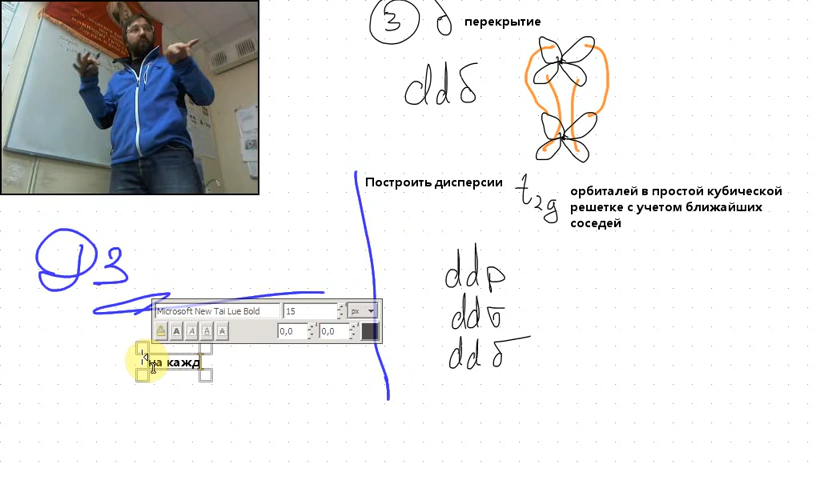 3 δ перекрытие
ddδ
Построить дисперсии t2g орбиталей в простой кубической
решетке с учетом ближайших
соседей
ДЗ
ddp
ddσ
ddδ
Microsoft New Tai Lue Bold 15 px
A A A A 0,0 0,0
на кажд